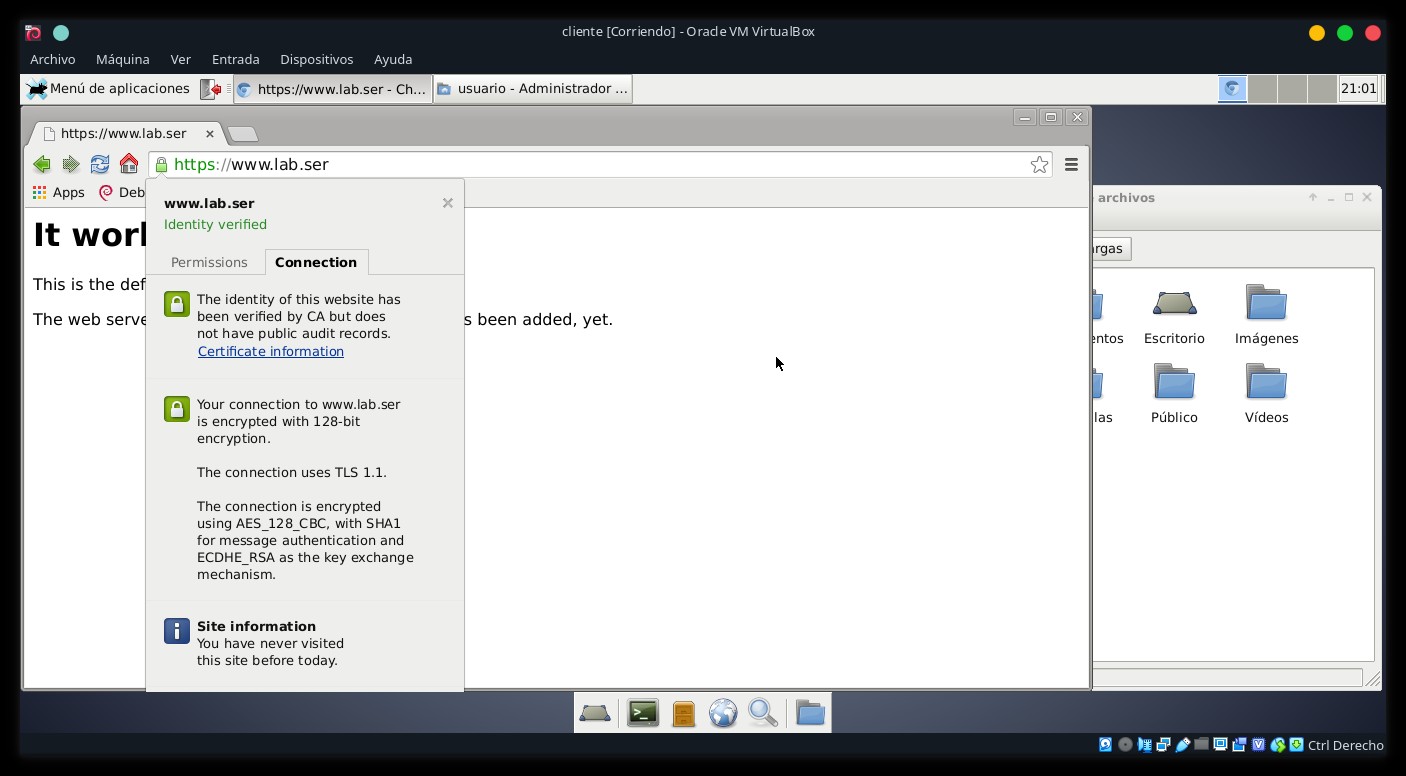 cliente [Corriendo] - Oracle VM VirtualBox
Archivo Máquina Ver Entrada Dispositivos Ayuda
Menú de aplicaciones https://www.lab.ser - Ch... usuario - Administrador ... 21:01
https://www.lab.ser
https://www.lab.ser
Apps Deb
www.lab.ser
Identity verified
Permissions Connection
The identity of this website has
been verified by CA but does
not have public audit records.
Certificate information
Your connection to www.lab.ser
is encrypted with 128-bit
encryption.
The connection uses TLS 1.1.
The connection is encrypted
using AES_128_CBC, with SHA1
for message authentication and
ECDHE_RSA as the key exchange
mechanism.
Site information
You have never visited
this site before today.
It worl
This is the def
The web serve s been added, yet.
archivos
rgas
entos Escritorio Imágenes
las Público Vídeos
Ctrl Derecho